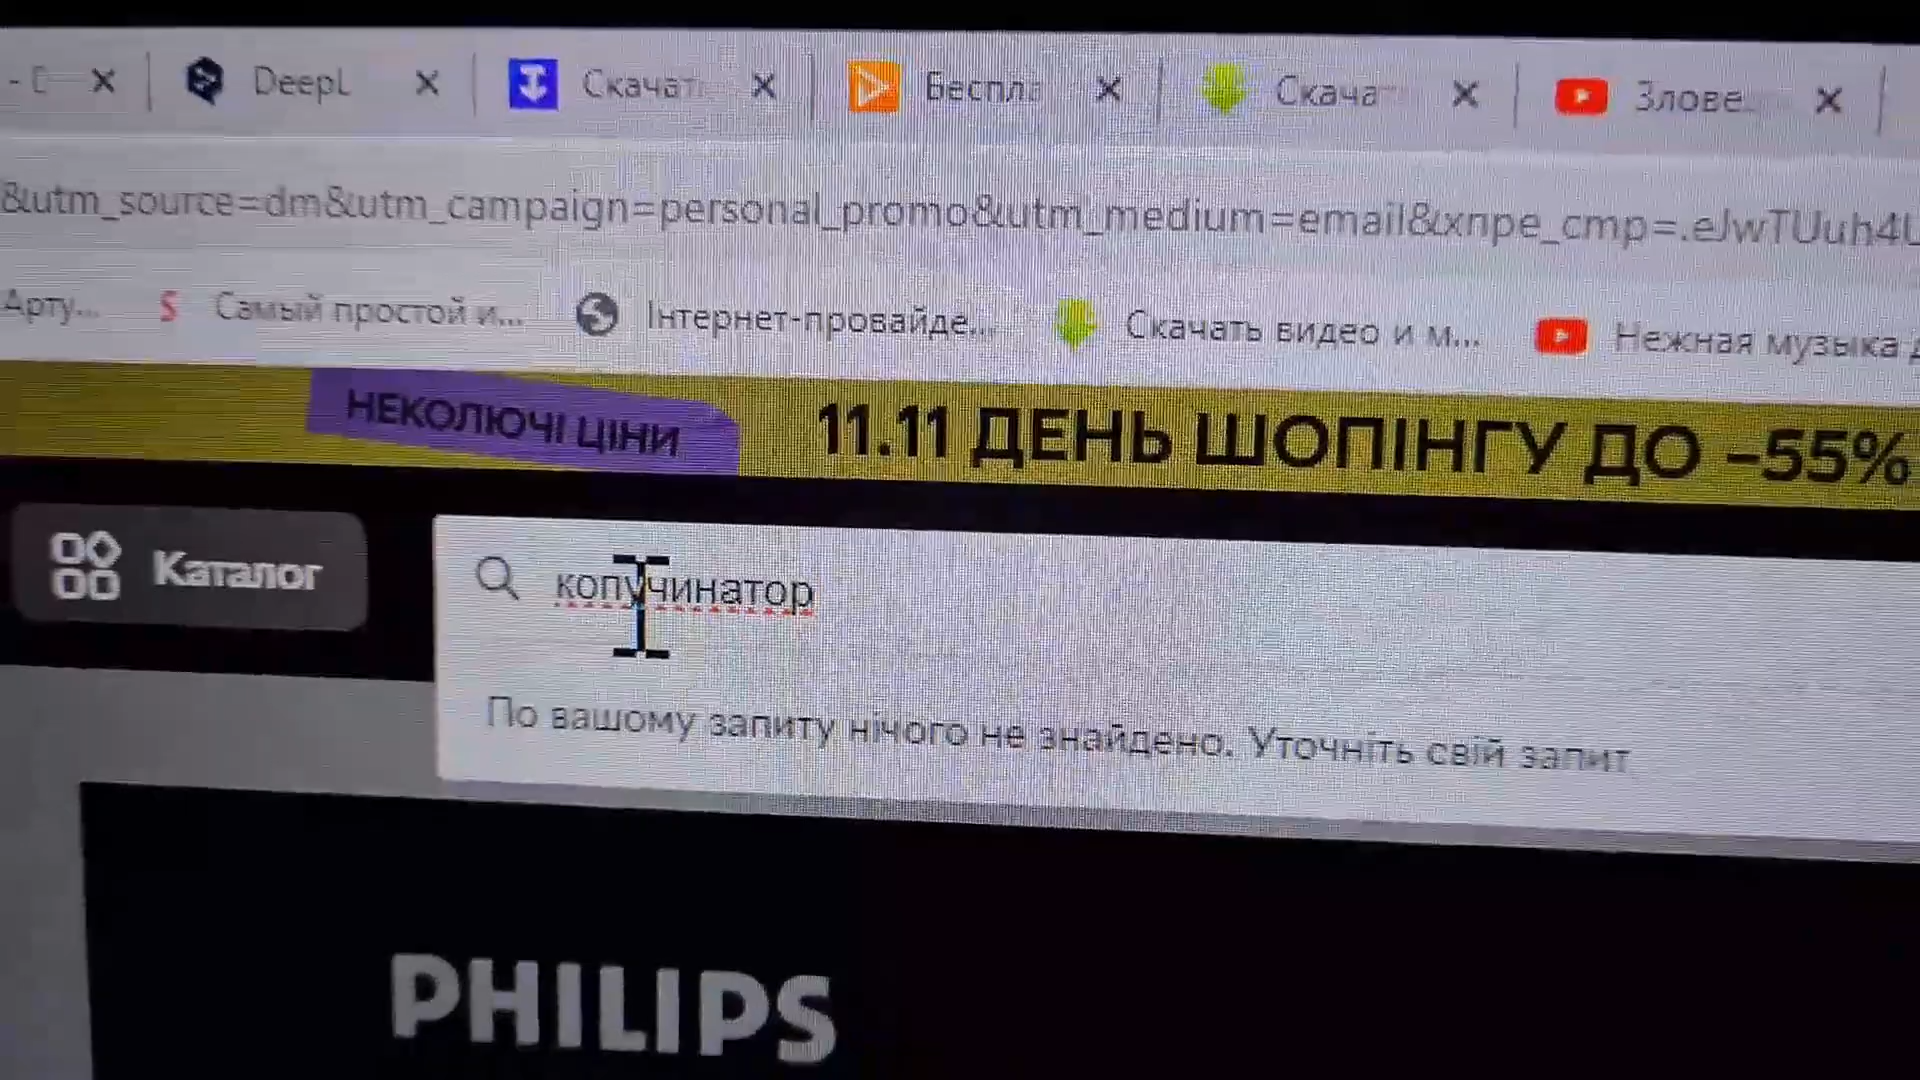 DeepL Скачат Беспла Скача Злове..
&utm_source=dm&utm_campaign=personal_promo&utm_medium=email&xnpe_cmp=.eJwTUuh4U
Арту... Самый простой и... Інтернет-провайде... Скачать видео и м... Нежная музыка д
НЕКОЛЮЧІ ЦІНИ 11.11 ДЕНЬ ШОПІНГУ ДО -55%
Каталог копучинатор
По вашому запиту нічого не знайдено. Уточніть свій запит
PHILIPS